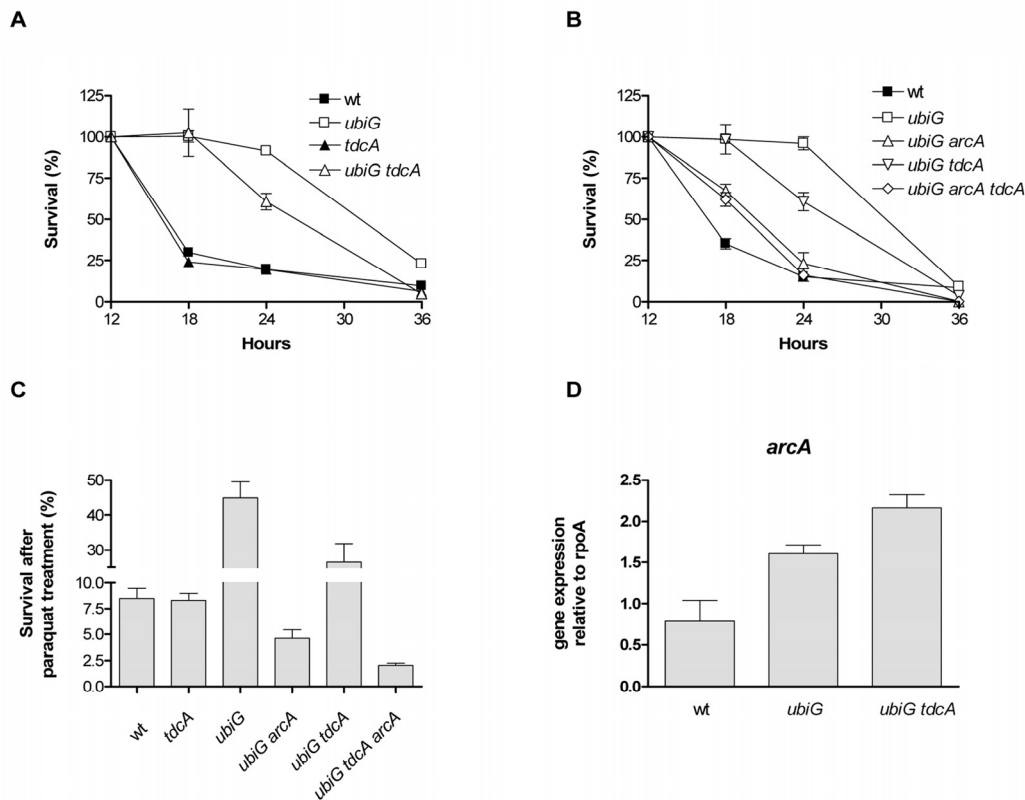 A
125
100
75
50
25
0
Survival (%)
12
18
24
30
36
Hours
wt
ubiG
tdcA
ubiG tdcA
B
125
100
75
50
25
0
Survival (%)
12
18
24
30
36
Hours
wt
ubiG
ubiG arcA
ubiG tdcA
ubiG arcA tdcA
C
50
40
30
10.0
7.5
5.0
2.5
0.0
Survival after
paraquat treatment (%)
wt
tdcA
ubiG
ubiG arcA
ubiG tdcA
ubiG tdcA arcA
D
arcA
2.5
2.0
1.5
1.0
0.5
0.0
gene expression
relative to rpoA
wt
ubiG
ubiG tdcA